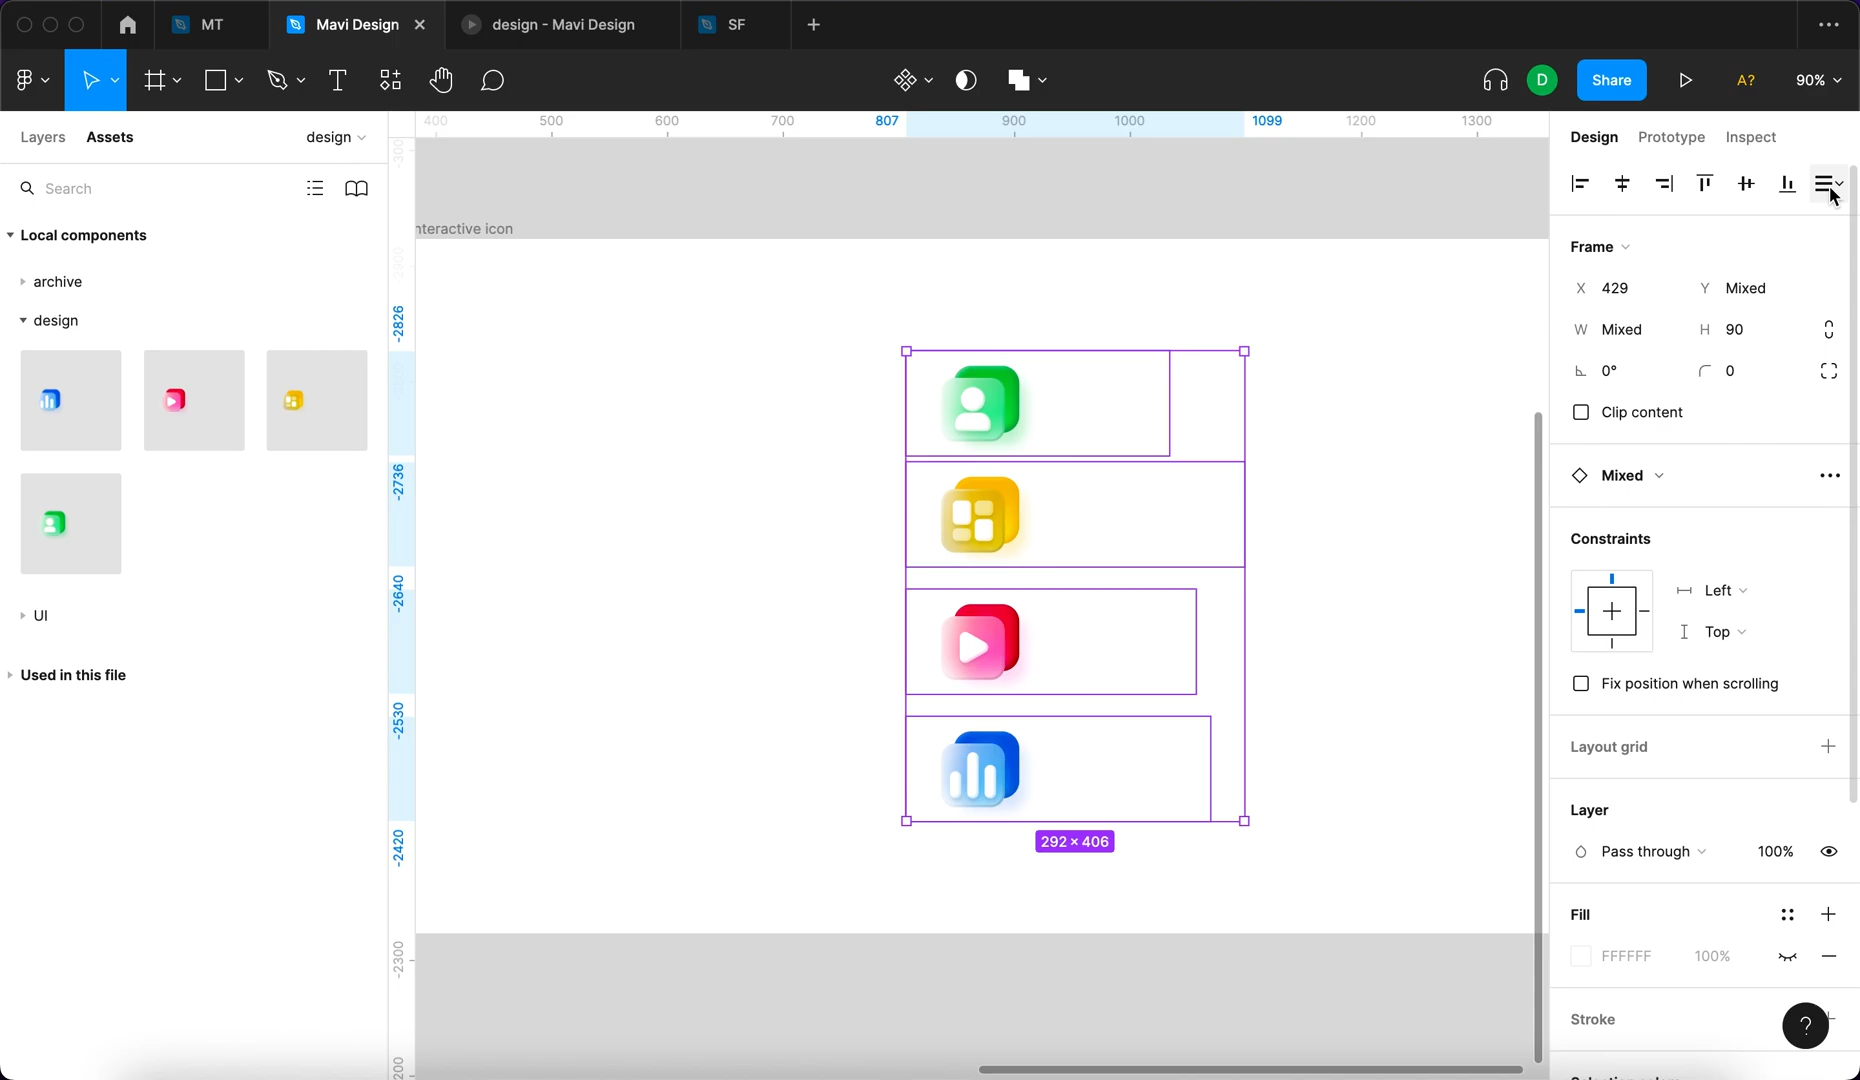 MT
Mavi Design
design - Mavi Design
SF
D
Share
A?
90%
Layers
Assets
design
400
500
600
700
807
900
1000
1099
1200
1300
Design
Prototype
Inspect
Search
Local components
archive
design
UI
Used in this file
nteractive icon
-2826
-2736
-2640
-2530
-2420
-2300
292 × 406
Frame
X 429
Y Mixed
W Mixed
H 90
0°
0
Clip content
Mixed
Constraints
Left
Top
Fix position when scrolling
Layout grid
Layer
Pass through
100%
Fill
FFFFFF
100%
Stroke
?